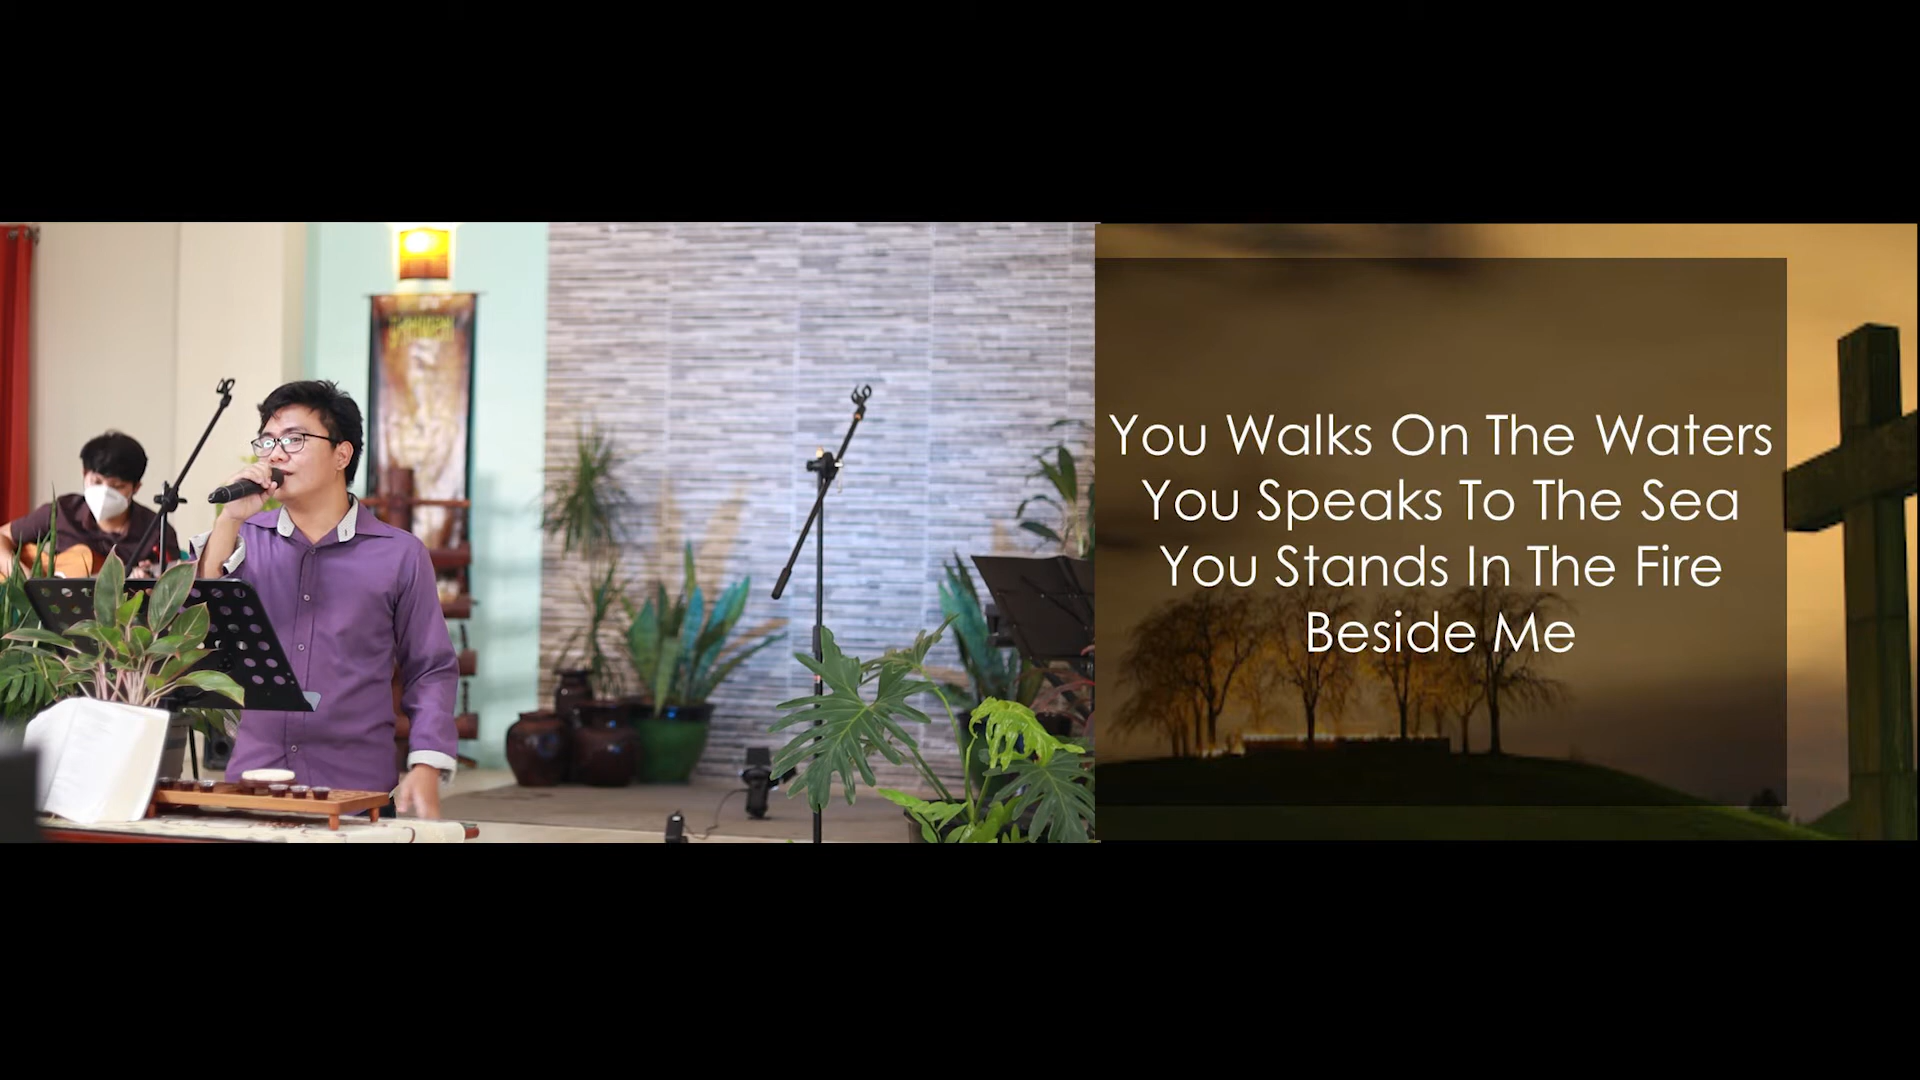 You Walks On The Waters
You Speaks To The Sea
You Stands In The Fire
Beside Me